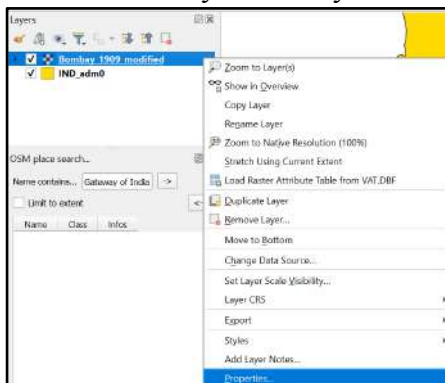 Layers
Bombay_1909_modified
IND_adm0
OSM place search...
Name contains... Gateway of India ->
Limit to extent <
Name Class Infos
Zoom to Layer(s)
Show in Overview
Copy Layer
Rename Layer
Zoom to Native Resolution (100%)
Stretch Using Current Extent
Load Raster Attribute Table from VAT.DBF
Duplicate Layer
Remove Layer...
Move to Bottom
Change Data Source...
Set Layer Scale Visibility...
Layer CRS
Export
Styles
Add Layer Notes...
Properties...